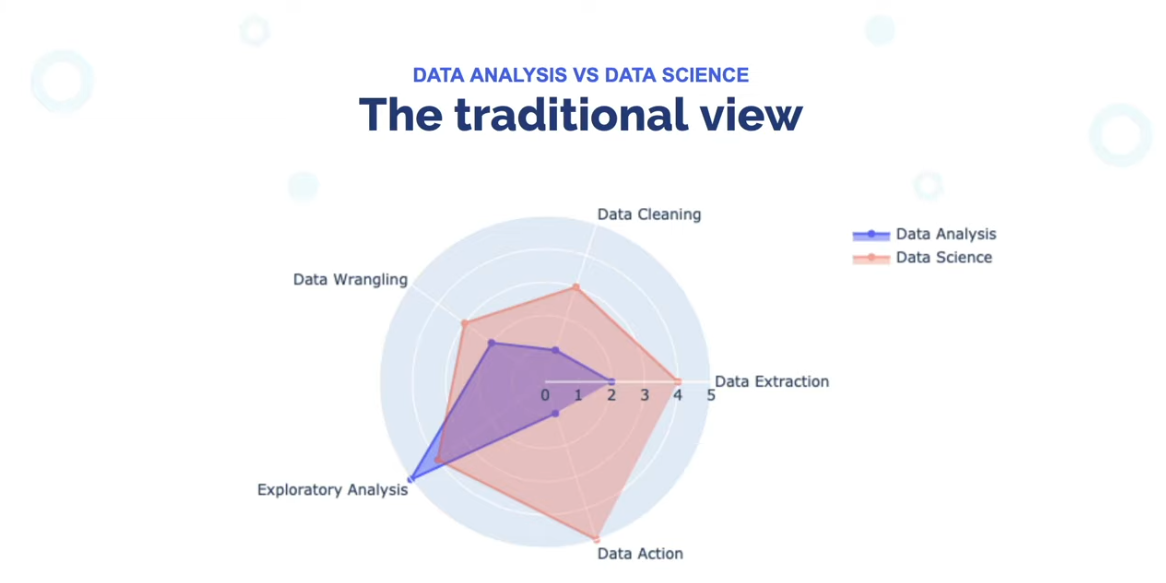 DATA ANALYSIS VS DATA SCIENCE
The traditional view
Data Cleaning
Data Analysis
Data Science
Data Wrangling
Data Extraction
0 1 2 3 4 5
Exploratory Analysis
Data Action